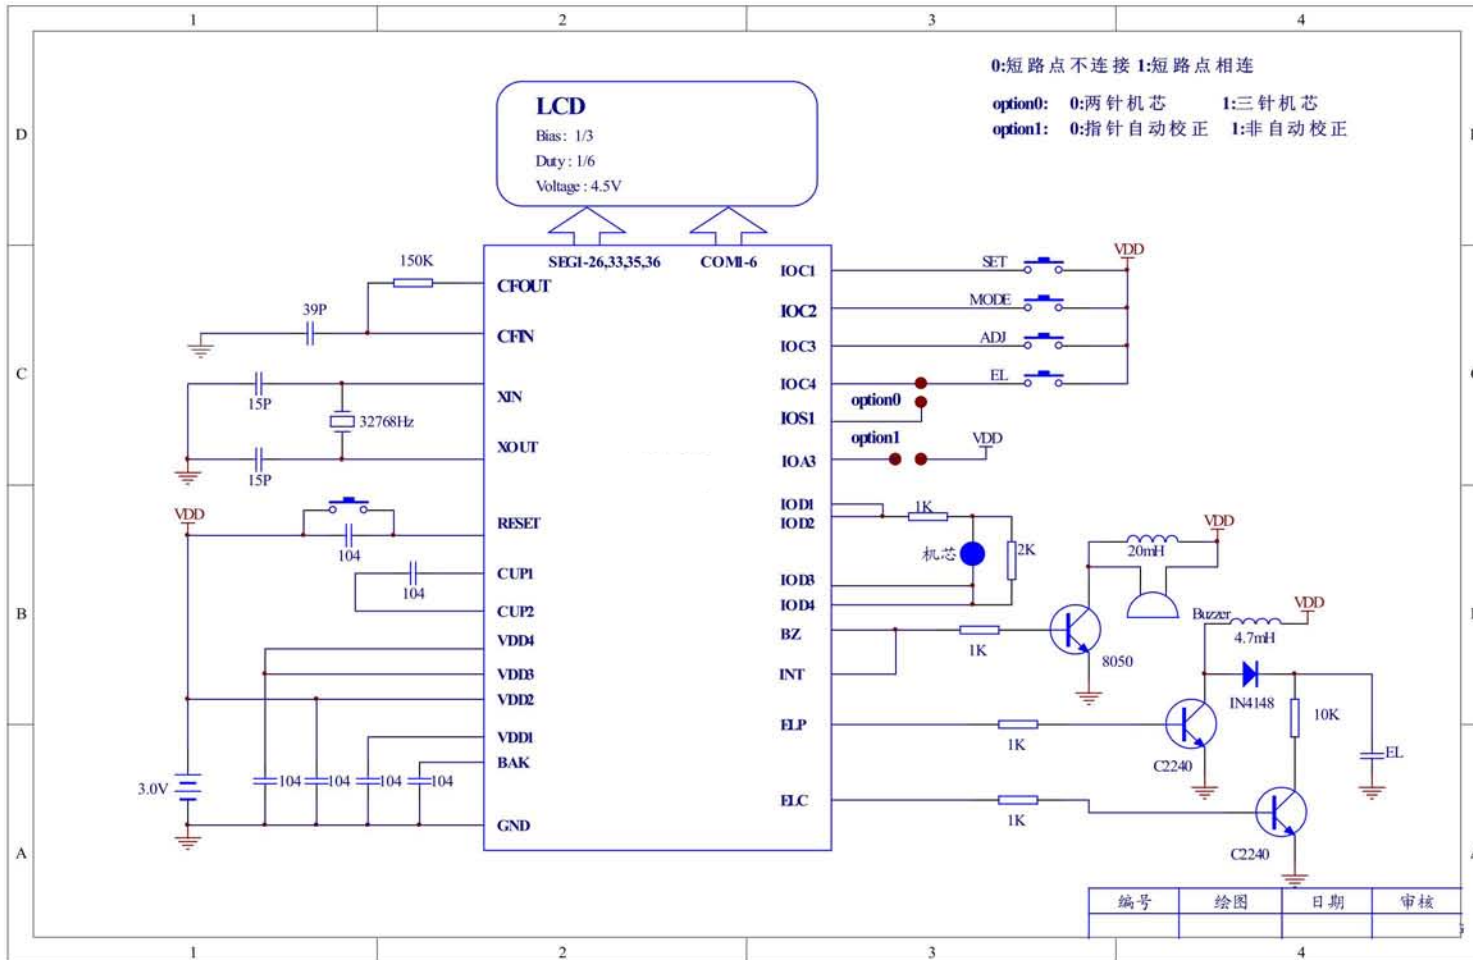 1 2 3 4
0:短路点不连接 1:短路点相连
option0: 0:两针机芯 1:三针机芯
option1: 0:指针自动校正 1:非自动校正
LCD
Bias: 1/3
Duty: 1/6
Voltage: 4.5V
D
SEG1-26,33,35,36 COM1-6
150K
CFOUT
39P
CFIN
C
15P
XIN
32768Hz
XOUT
15P
VDD
RESET
104
CUP1
104
CUP2
B
VDD4
VDD3
VDD2
VDD1
BAK
3.0V
104 104 104 104
GND
A
IOC1 SET VDD
IOC2 MODE
IOC3 ADJ
IOC4 EL
option0
IOS1
option1 VDD
IOA3
IOD1 1K
IOD2
机芯 2K
IOD3
IOD4
VDD
20mH
Buzzer
BZ
1K
8050
INT
VDD
4.7mH
IN4148
10K
ELP
1K
C2240
EL
ELC
1K
C2240
编号 绘图 日期 审核
1 2 3 4